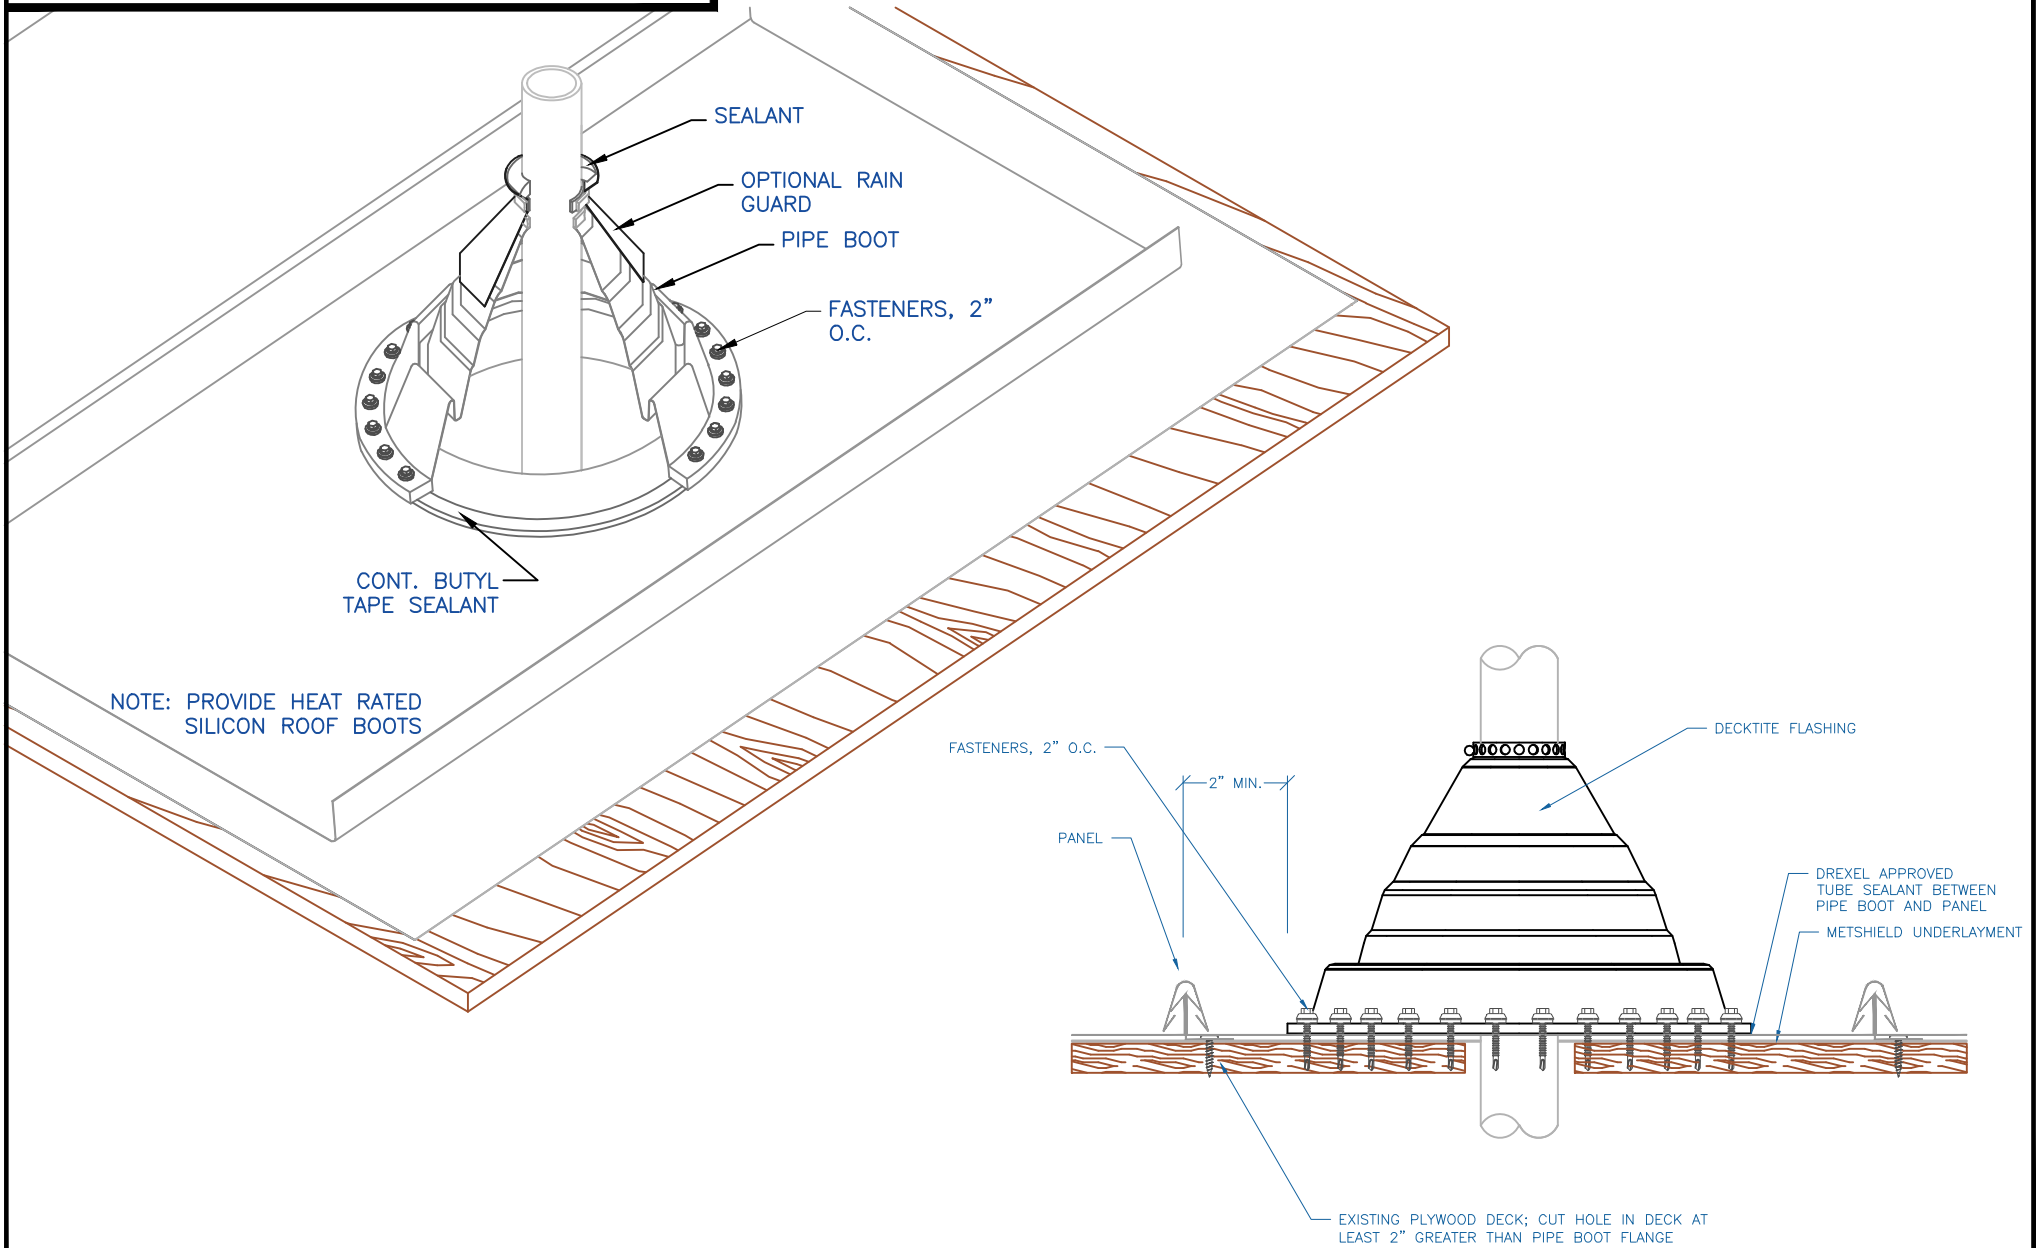 SEALANT
OPTIONAL RAIN
GUARD
PIPE BOOT
FASTENERS, 2”
O.C.
CONT. BUTYL
TAPE SEALANT
NOTE: PROVIDE HEAT RATED
SILICON ROOF BOOTS
DECKTITE FLASHING
FASTENERS, 2” O.C.
2” MIN.
PANEL
DREXEL APPROVED
TUBE SEALANT BETWEEN
PIPE BOOT AND PANEL
METSHIELD UNDERLAYMENT
EXISTING PLYWOOD DECK; CUT HOLE IN DECK AT
LEAST 2” GREATER THAN PIPE BOOT FLANGE